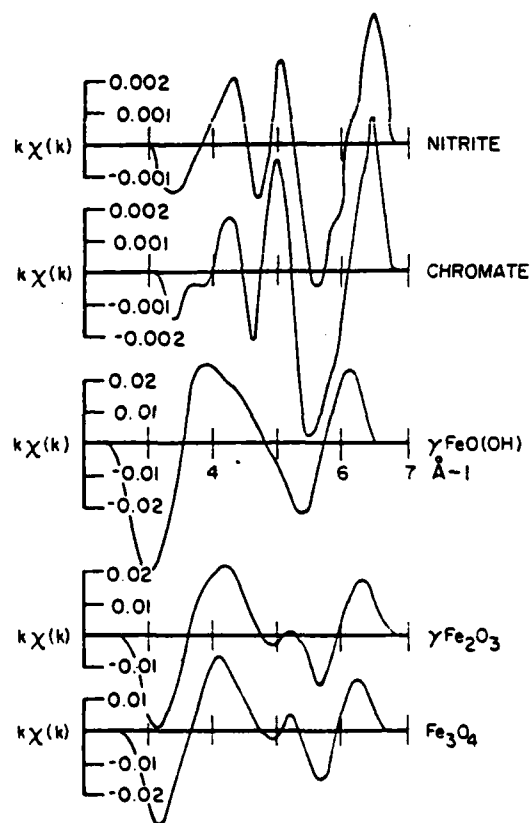 0.002
0.001
kχ(k)
NITRITE
-0.001
0.002
0.001
kχ(k)
CHROMATE
-0.001
-0.002
0.02
0.01
kχ(k)
γFeO(OH)
4 5 6 7 Å-1
-0.01
-0.02
0.02
0.01
kχ(k)
γFe₂O₃
-0.01
0.01
kχ(k)
Fe₃O₄
-0.01
-0.02